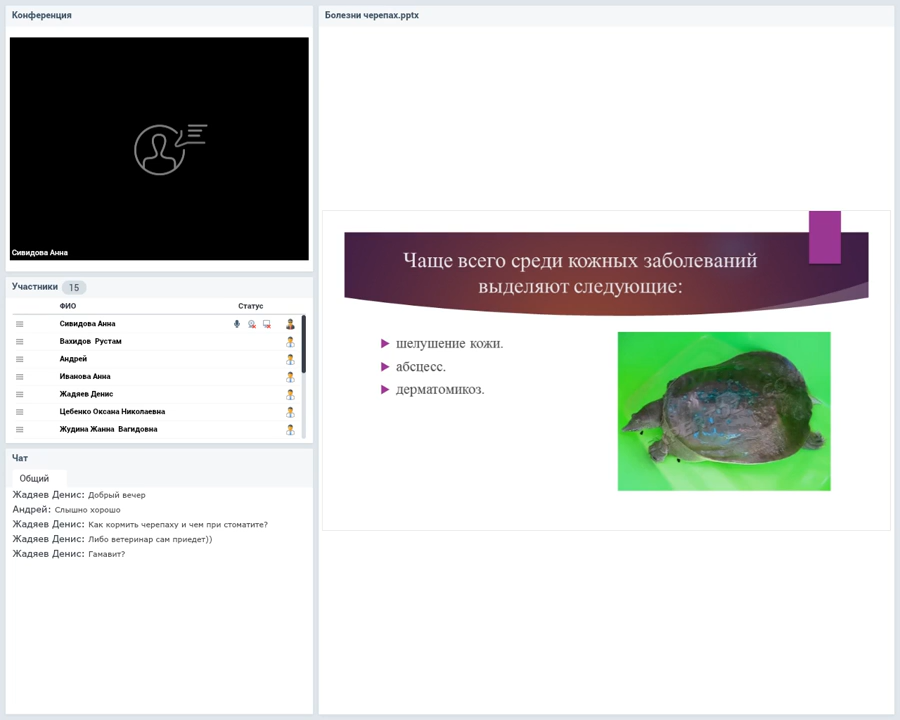 Конференция
Сивидова Анна
Участники 15
ФИО Статус
Сивидова Анна
Вахидов Рустам
Андрей
Иванова Анна
Жадяев Денис
Цебенко Оксана Николаевна
Жудина Жанна Вагидовна
Чат
Общий
Жадяев Денис: Добрый вечер
Андрей: Слышно хорошо
Жадяев Денис: Как кормить черепаху и чем при стоматите?
Жадяев Денис: Либо ветеринар сам приедет))
Жадяев Денис: Гамавит?
Болезни черепах.pptx
Чаще всего среди кожных заболеваний
выделяют следующие:
шелушение кожи.
абсцесс.
дерматомикоз.